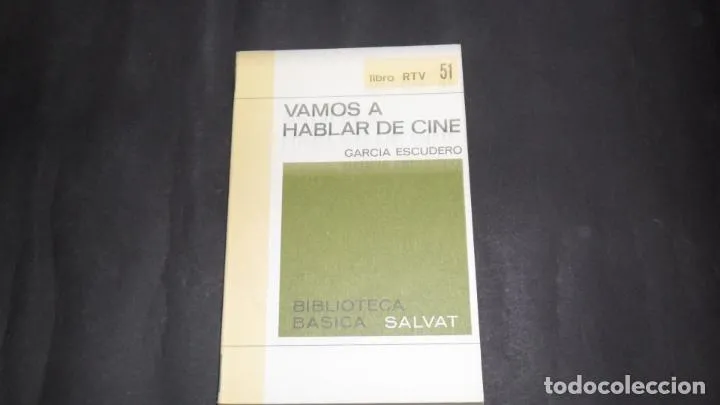 libro RTV 51
VAMOS A
HABLAR DE CINE
GARCIA ESCUDERO
BIBLIOTECA
BASICA SALVAT
todocoleccion